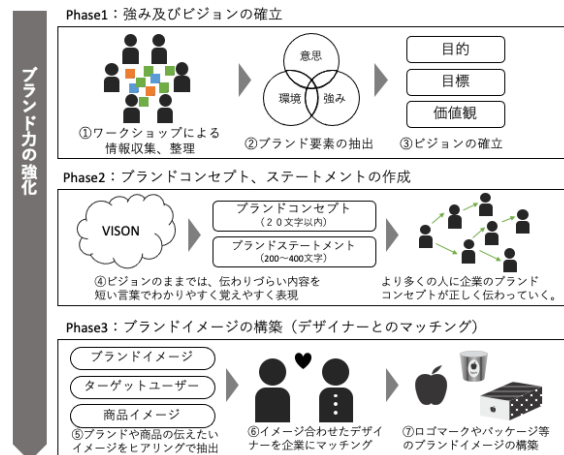 ブランド力の強化
Phase1：強み及びビジョンの確立
意思
環境
強み
目的
目標
価値観
①ワークショップによる
情報収集、整理
②ブランド要素の抽出
③ビジョンの確立
Phase2：ブランドコンセプト、ステートメントの作成
VISON
ブランドコンセプト
（２０文字以内）
ブランドステートメント
（200〜400文字）
④ビジョンのままでは、伝わりづらい内容を
短い言葉でわかりやすく覚えやすく表現
より多くの人に企業のブランド
コンセプトが正しく伝わっていく。
Phase3：ブランドイメージの構築（デザイナーとのマッチング）
ブランドイメージ
ターゲットユーザー
商品イメージ
⑤ブランドや商品の伝えたい
イメージをヒアリングで抽出
⑥イメージ合わせたデザイ
ナーを企業にマッチング
⑦ロゴマークやパッケージ等
のブランドイメージの構築